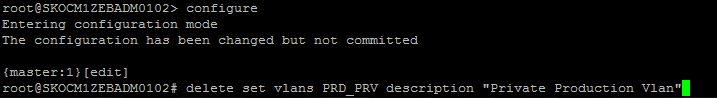 root@SKOCM1ZEBADM0102> configure
Entering configuration mode
The configuration has been changed but not committed
{master:1}[edit]
root@SKOCM1ZEBADM0102# delete set vlans PRD_PRV description "Private Production Vlan"